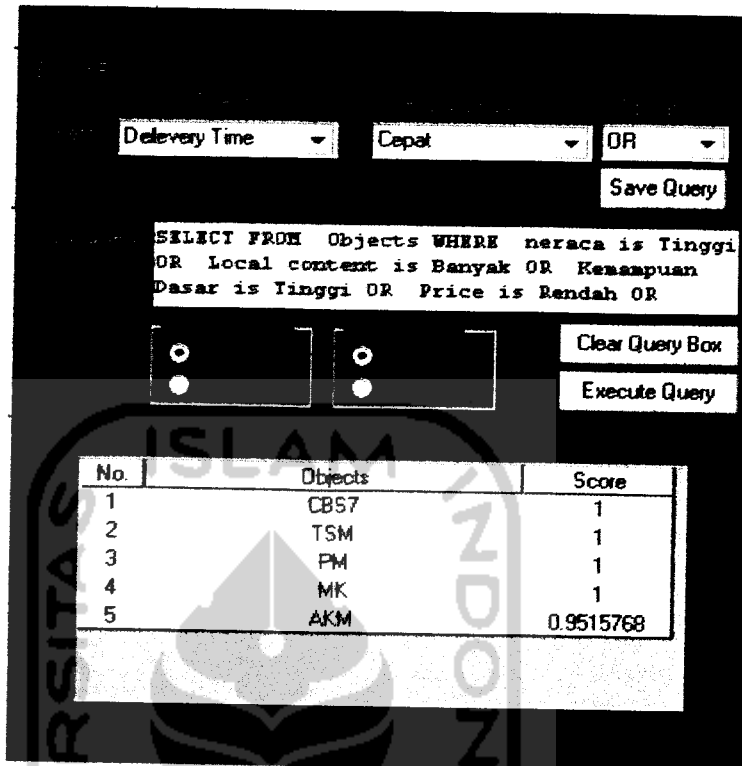 Delevery Time Cepat OR
Save Query
SELECT FROM Objects WHERE neraca is Tinggi
OR Local content is Banyak OR Kemampuan
Dasar is Tinggi OR Price is Rendah OR
Clear Query Box
Execute Query
No. Objects Score
1 CBS7 1
2 TSM 1
3 PM 1
4 MK 1
5 AKM 0.9515768
ISLAM